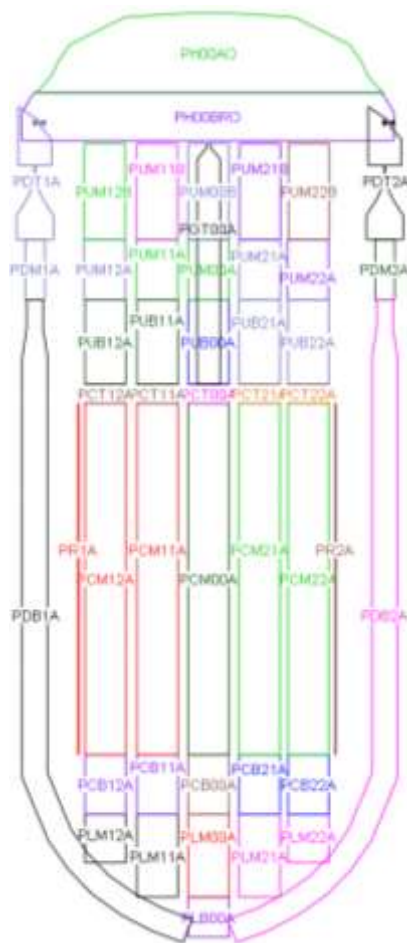 PH00AO
PH00BRO
PDT1A
PUM12B
PUM11B
PUM00B
PUM21B
PUM22B
PDT2A
POT00A
PDM1A
PUM12A
PUM11A
PUM00A
PUM21A
PUM22A
PDM2A
PUB12A
PUB11A
PUB00A
PUB21A
PUB22A
PCT12A
PCT11A
PCT00A
PCT21A
PCT22A
PR1A
PCM12A
PCM11A
PCM00A
PCM21A
PCM22A
PR2A
PDB1A
PDB2A
PCB12A
PCB11A
PCB00A
PCB21A
PCB22A
PLM12A
PLM11A
PLM00A
PLM21A
PLM22A
PLB00A